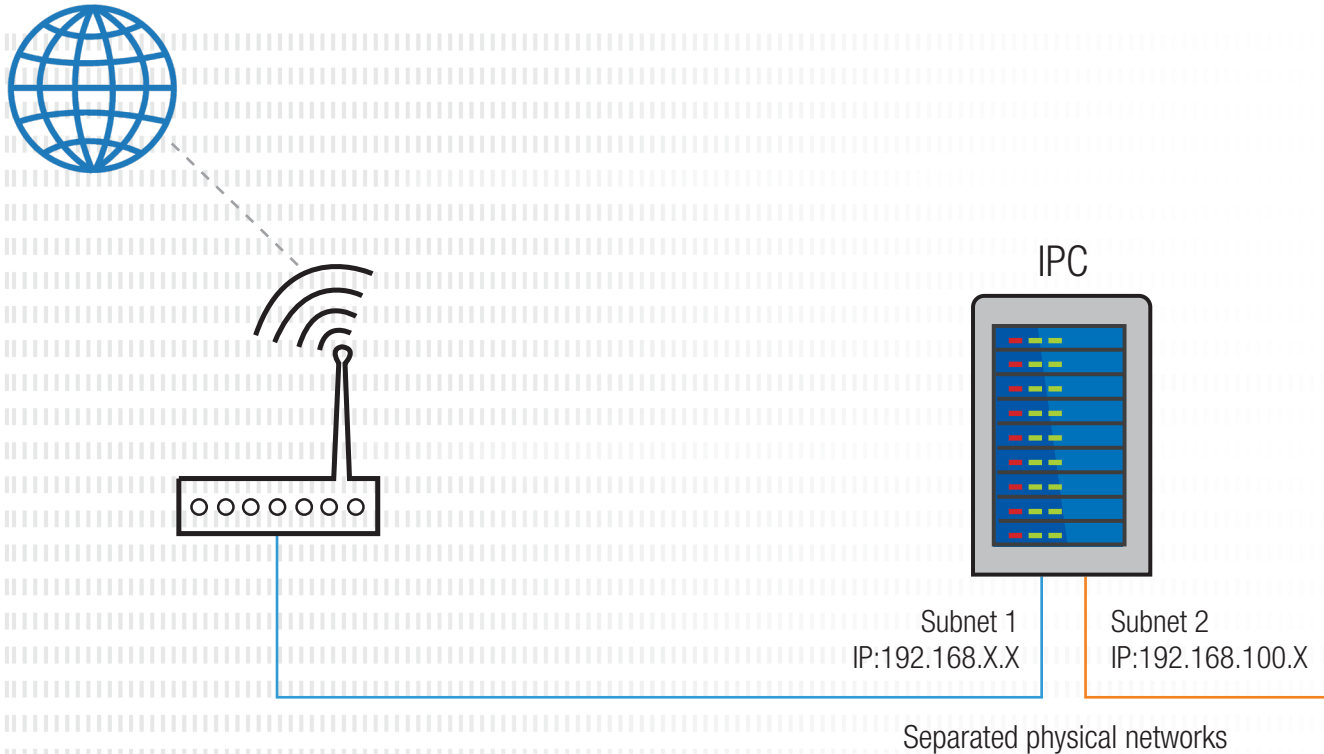 IPC
Subnet 1
IP:192.168.X.X
Subnet 2
IP:192.168.100.X
Separated physical networks